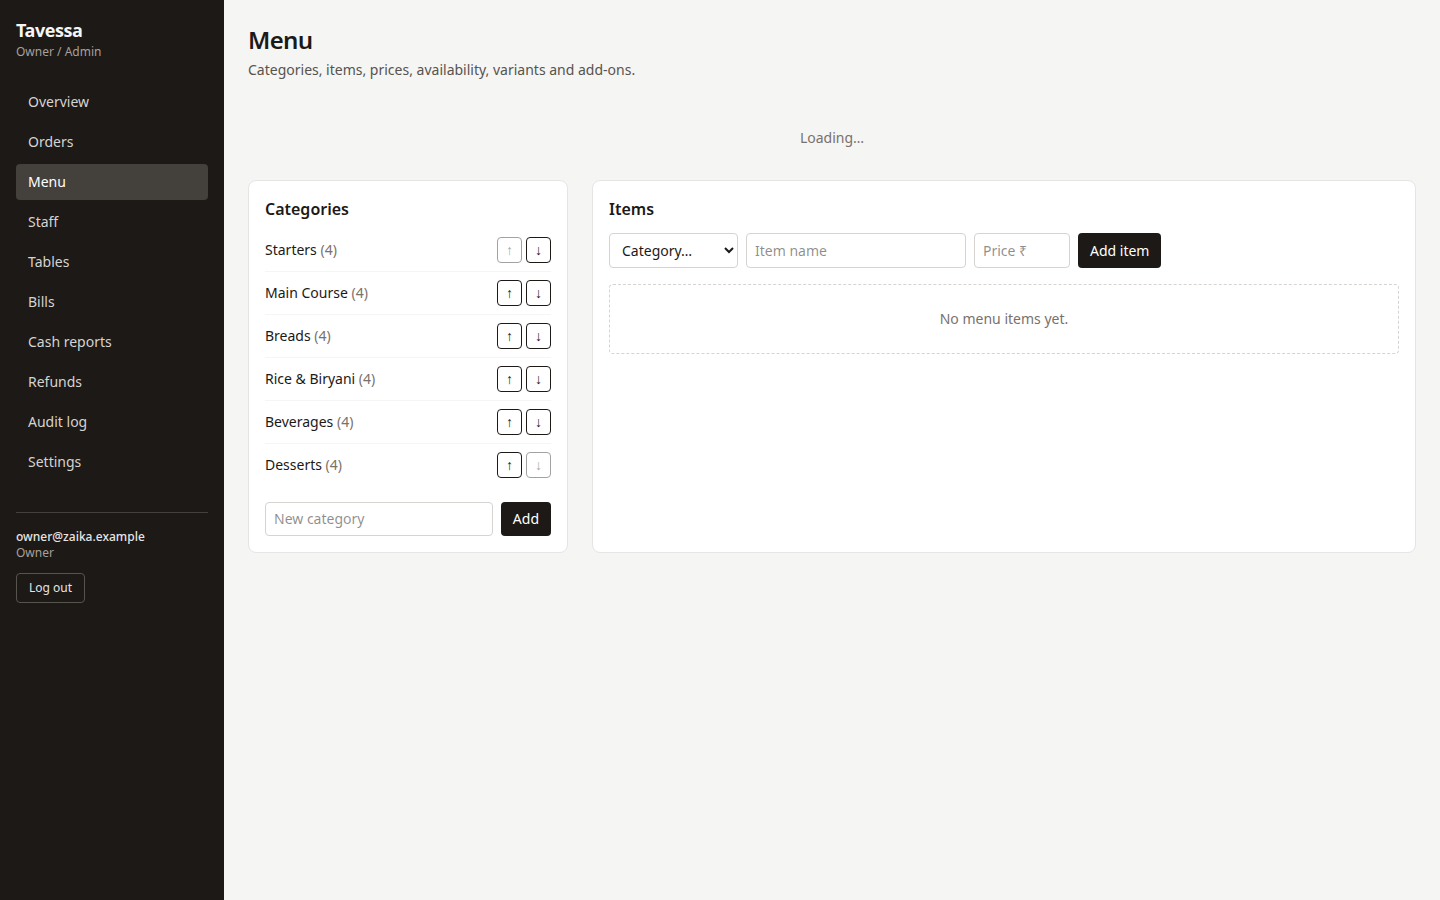 Tavessa
Owner / Admin
Overview
Orders
Menu
Staff
Tables
Bills
Cash reports
Refunds
Audit log
Settings
owner@zaika.example
Owner
Log out
Menu
Categories, items, prices, availability, variants and add-ons.
Loading...
Categories
Starters (4) ↑ ↓
Main Course (4) ↑ ↓
Breads (4) ↑ ↓
Rice & Biryani (4) ↑ ↓
Beverages (4) ↑ ↓
Desserts (4) ↑ ↓
New category Add
Items
Category... Item name Price ₹ Add item
No menu items yet.